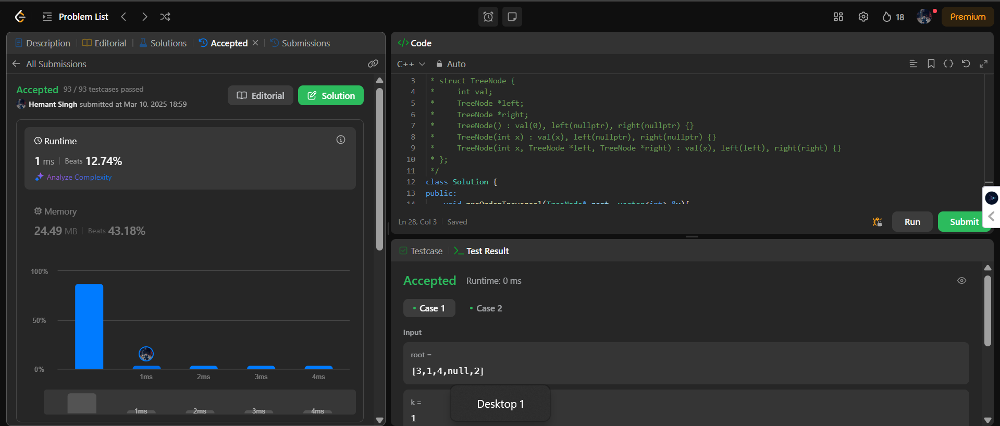 Problem List
18
Premium
Description
Editorial
Solutions
Accepted
Submissions
All Submissions
Accepted 93 / 93 testcases passed
Hemant Singh submitted at Mar 10, 2025 18:59
Editorial
Solution
Runtime
1 ms Beats 12.74%
Analyze Complexity
Memory
24.49 MB Beats 43.18%
100%
50%
0%
1ms 2ms 3ms 4ms
1ms 2ms 3ms 4ms
</> Code
C++ Auto
3 * struct TreeNode {
4 *     int val;
5 *     TreeNode *left;
6 *     TreeNode *right;
7 *     TreeNode() : val(0), left(nullptr), right(nullptr) {}
8 *     TreeNode(int x) : val(x), left(nullptr), right(nullptr) {}
9 *     TreeNode(int x, TreeNode *left, TreeNode *right) : val(x), left(left), right(right) {}
10 * };
11 */
12 class Solution {
13 public:
14 void preOrderTraversal(TreeNode* root, vector<int> &v){
Ln 28, Col 3 Saved
Run
Submit
Testcase
Test Result
Accepted Runtime: 0 ms
Case 1
Case 2
Input
root =
[3,1,4,null,2]
k =
1
Desktop 1